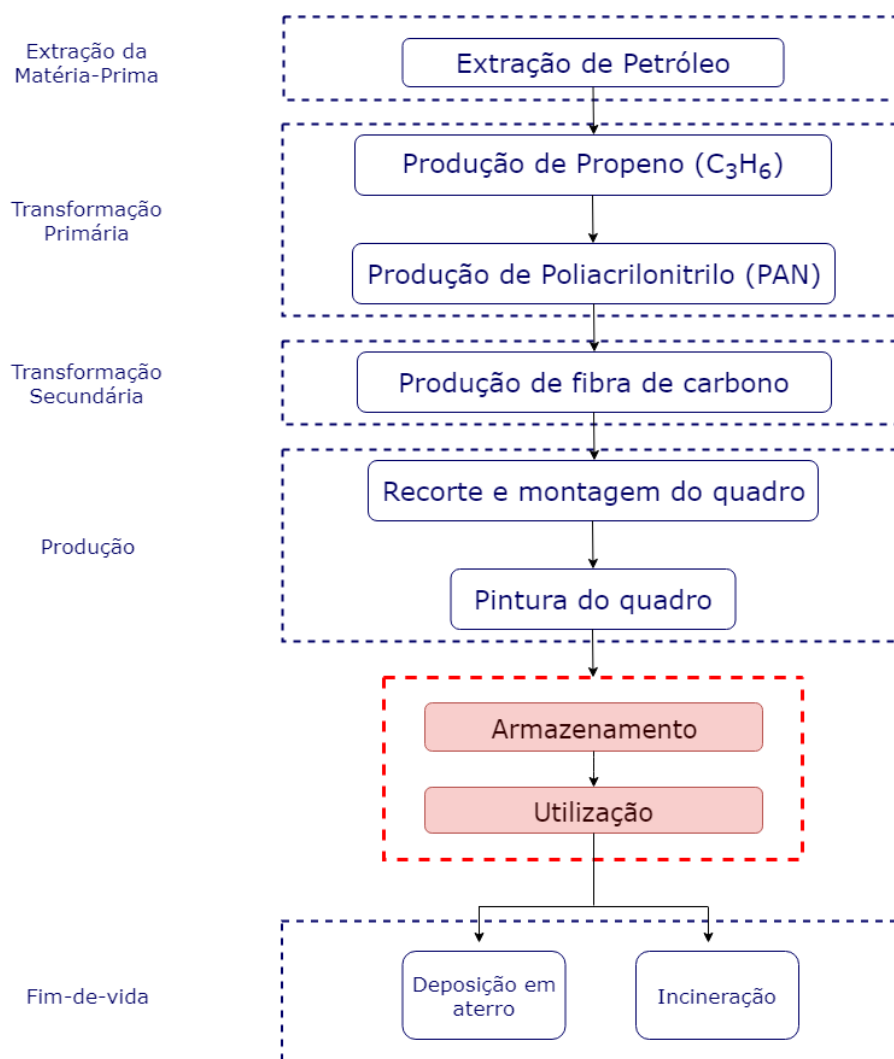 Extração da
Matéria-Prima
Extração de Petróleo
Transformação
Primária
Produção de Propeno (C₃H₆)
Produção de Poliacrilonitrilo (PAN)
Transformação
Secundária
Produção de fibra de carbono
Produção
Recorte e montagem do quadro
Pintura do quadro
Armazenamento
Utilização
Fim-de-vida
Deposição em
aterro
Incineração